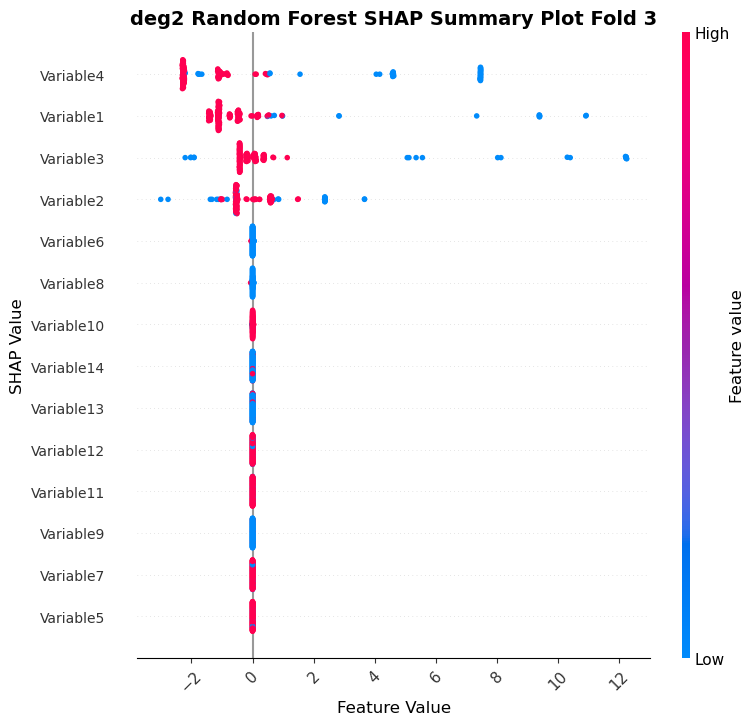 deg2 Random Forest SHAP Summary Plot Fold 3
High
Variable4
Variable1
Variable3
Variable2
Variable6
Variable8
Variable10
Variable14
Variable13
Variable12
Variable11
Variable9
Variable7
Variable5
SHAP Value
Feature value
Low
−2 0 2 4 6 8 10 12
Feature Value